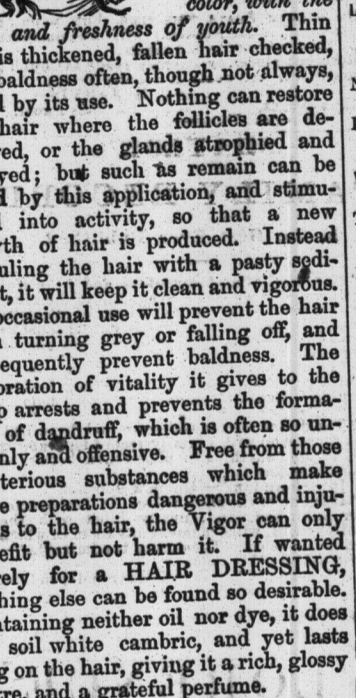 color, with the
and freshness of youth. Thin
is thickened, fallen hair checked,
baldness often, though not always,
by its use. Nothing can restore
hair where the follicles are de-
ed, or the glands atrophied and
yed; but such as remain can be
d by this application, and stimu-
into activity, so that a new
th of hair is produced. Instead
uling the hair with a pasty sedi-
t, it will keep it clean and vigorous.
occasional use will prevent the hair
turning grey or falling off, and
equently prevent baldness. The
oration of vitality it gives to the
p arrests and prevents the forma-
of dandruff, which is often so un-
nly and offensive. Free from those
terious substances which make
e preparations dangerous and inju-
s to the hair, the Vigor can only
efit but not harm it. If wanted
ely for a HAIR DRESSING,
hing else can be found so desirable.
ntaining neither oil nor dye, it does
soil white cambric, and yet lasts
g on the hair, giving it a rich, glossy
re, and a grateful perfume.